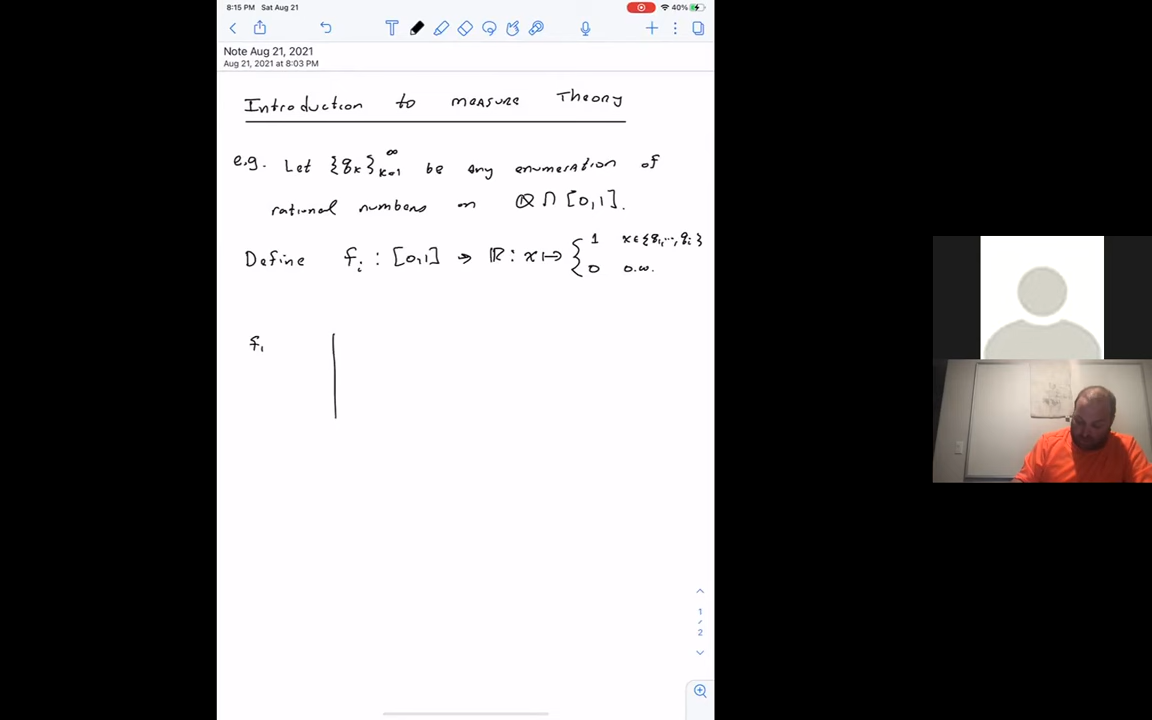 8:15 PM Sat Aug 21
40%
T
Note Aug 21, 2021
Aug 21, 2021 at 8:03 PM
Introduction to measure Theory
e.g. Let {qₖ}ₖ₌₁^∞ be any enumeration of
rational numbers on ℚ ∩ [0,1].
Define fᵢ : [0,1] → ℝ : x ↦ { 1 x ∈ {q₁,⋯,qᵢ}
0 o.w.
f₁
1
/
2